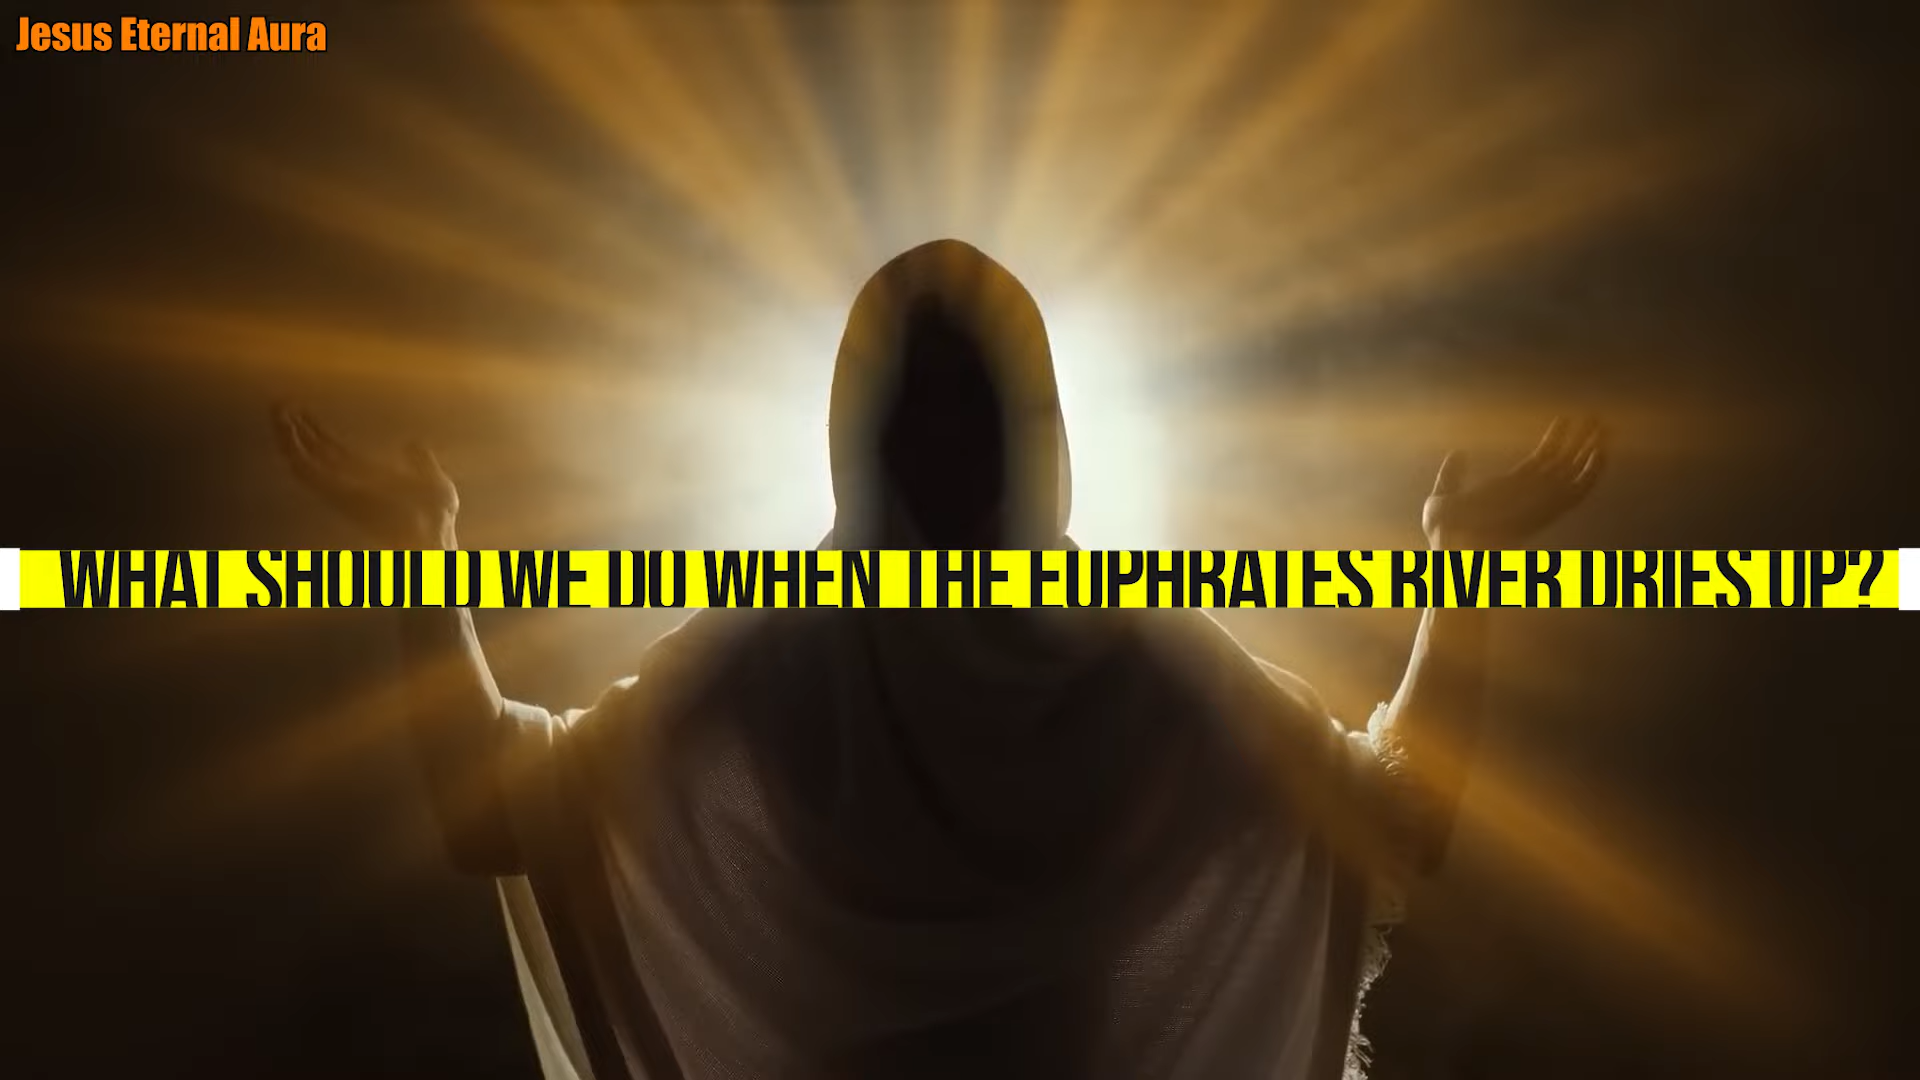 Jesus Eternal Aura
WHAT SHOULD WE DO WHEN THE EUPHRATES RIVER DRIES UP?